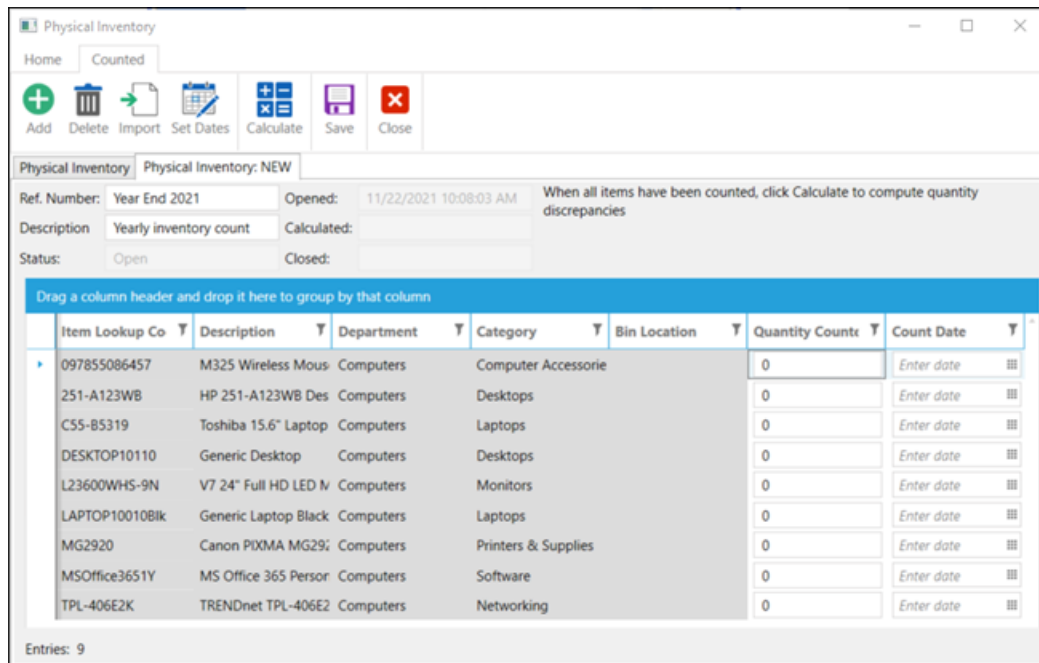 Physical Inventory
Home Counted
Add Delete Import Set Dates Calculate Save Close
Physical Inventory Physical Inventory: NEW
Ref. Number: Year End 2021 Opened: 11/22/2021 10:08:03 AM When all items have been counted, click Calculate to compute quantity
discrepancies
Description Yearly inventory count Calculated:
Status: Open Closed:
Drag a column header and drop it here to group by that column
Item Lookup Co Description Department Category Bin Location Quantity Counte Count Date
097855086457 M325 Wireless Mous Computers Computer Accessorie 0 Enter date
251-A123WB HP 251-A123WB Des Computers Desktops 0 Enter date
C55-B5319 Toshiba 15.6" Laptop Computers Laptops 0 Enter date
DESKTOP10110 Generic Desktop Computers Desktops 0 Enter date
L23600WHS-9N V7 24" Full HD LED M Computers Monitors 0 Enter date
LAPTOP10010Blk Generic Laptop Black Computers Laptops 0 Enter date
MG2920 Canon PIXMA MG292 Computers Printers & Supplies 0 Enter date
MSOffice3651Y MS Office 365 Person Computers Software 0 Enter date
TPL-406E2K TRENDnet TPL-406E2 Computers Networking 0 Enter date
Entries: 9